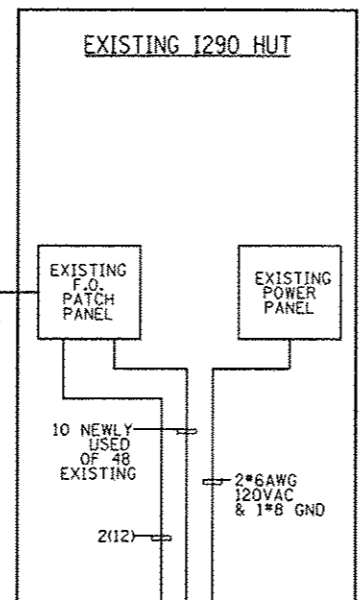 EXISTING I290 HUT
EXISTING
F.O.
PATCH
PANEL
EXISTING
POWER
PANEL
10 NEWLY
USED
OF 48
EXISTING
2#6AWG
120VAC
& 1#8 GND
2(12)